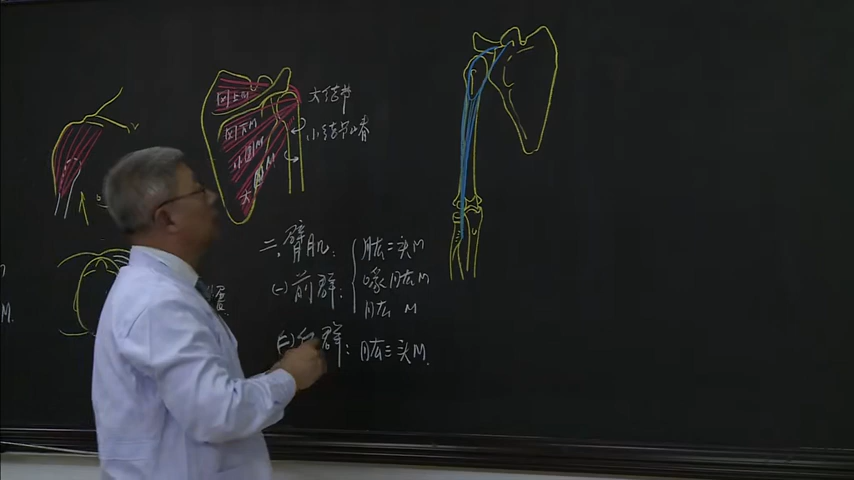 冈上M
冈下M
小圆M
大圆M
大结节
小结节嵴
二、臂肌:
(一)前群:
肱二头M
喙肱M
肱 M
(二)后群:
肱三头M.
M.